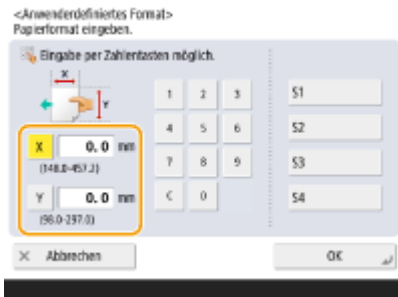 <Anwenderdefiniertes Format>
Papierformat eingeben.
Eingabe per Zahlentasten möglich.
X
Y
1 2 3
4 5 6
7 8 9
C 0
X 0. 0 mm
(148.0-457.2)
Y 0. 0 mm
(98.0-297.0)
S1
S2
S3
S4
× Abbrechen
OK